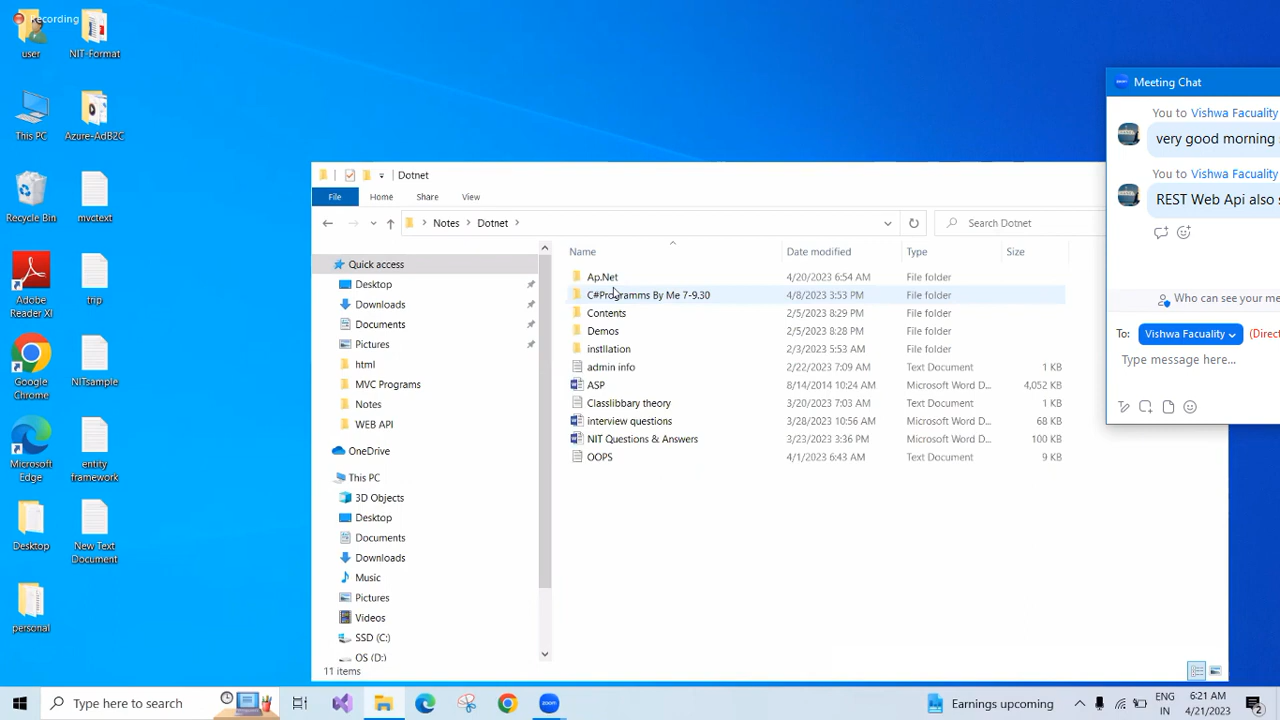 Recording
user
NIT-Format
This PC
Azure-AdB2C
Recycle Bin
mvctext
Adobe
Reader XI
trip
Google
Chrome
NITsample
Microsoft
Edge
entity
framework
Desktop
New Text
Document
personal
Dotnet
File
Home
Share
View
Notes
Dotnet
Search Dotnet
Quick access
Desktop
Downloads
Documents
Pictures
html
MVC Programs
Notes
WEB API
OneDrive
This PC
3D Objects
Desktop
Documents
Downloads
Music
Pictures
Videos
SSD (C:)
OS (D:)
Name Date modified Type Size
Ap.Net 4/20/2023 6:54 AM File folder
C#Programms By Me 7-9.30 4/8/2023 3:53 PM File folder
Contents 2/5/2023 8:29 PM File folder
Demos 2/5/2023 8:28 PM File folder
instllation 2/3/2023 5:53 AM File folder
admin info 2/22/2023 7:09 AM Text Document 1 KB
ASP 8/14/2014 10:24 AM Microsoft Word D... 4,052 KB
Classlibbary theory 3/20/2023 7:03 AM Text Document 1 KB
interview questions 3/28/2023 10:56 AM Microsoft Word D... 68 KB
NIT Questions & Answers 3/23/2023 3:36 PM Microsoft Word D... 100 KB
OOPS 4/1/2023 6:43 AM Text Document 9 KB
11 items
Meeting Chat
You to Vishwa Facuality
very good morning
You to Vishwa Facuality
REST Web Api also
Who can see your me
To: Vishwa Facuality (Direct
Type message here...
Type here to search
Earnings upcoming
ENG
IN
6:21 AM
4/21/2023
2